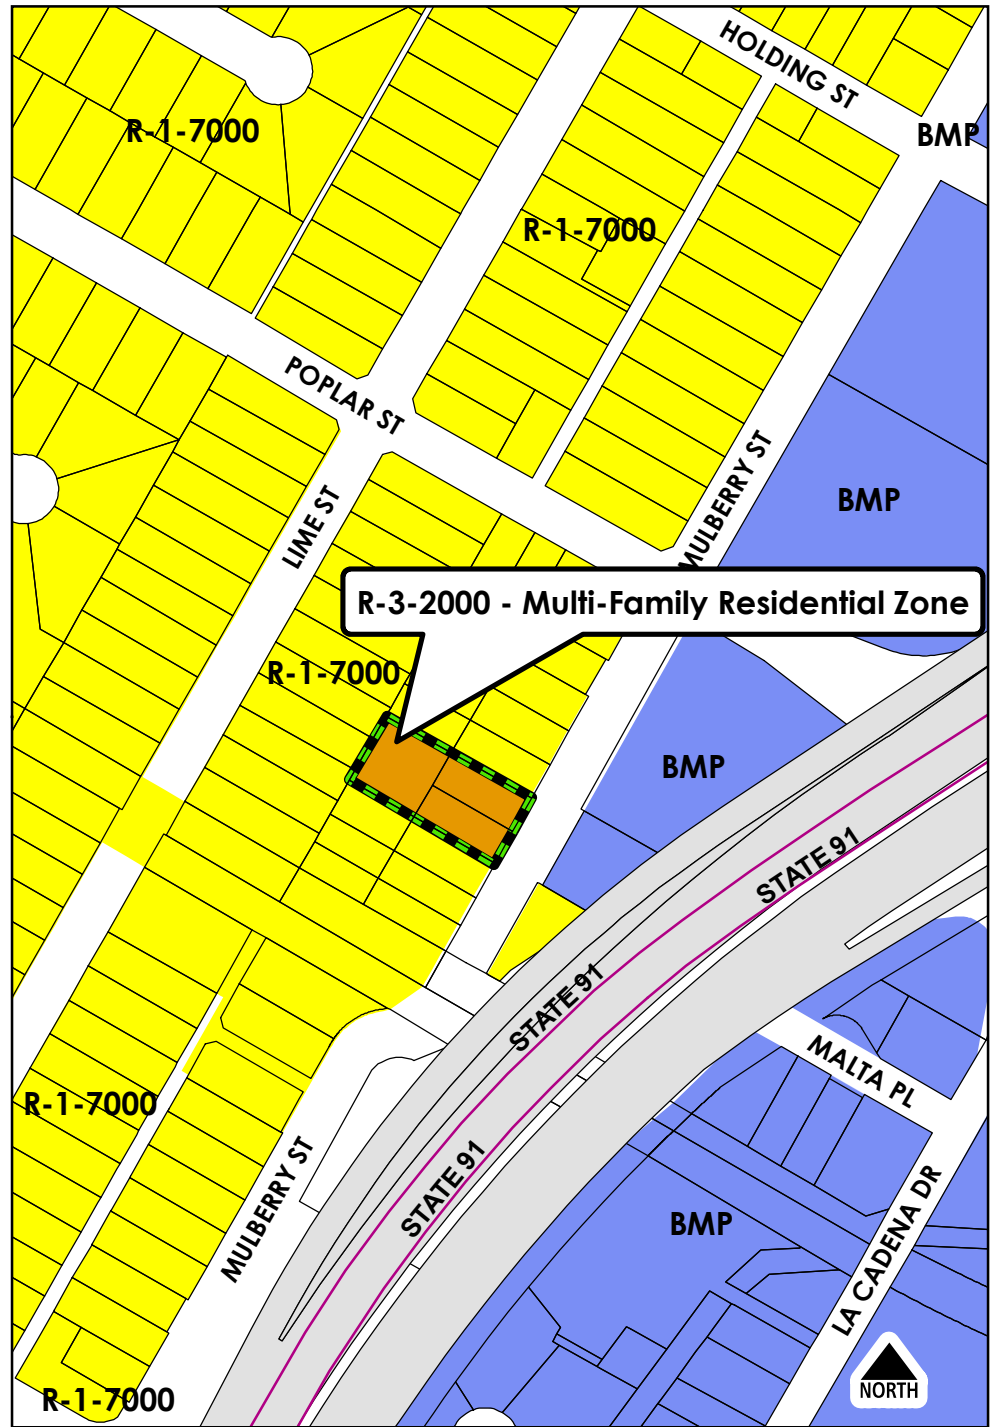 HOLDING ST
R-1-7000
BMP
R-1-7000
POPLAR ST
MULBERRY ST
LIME ST
BMP
R-3-2000 - Multi-Family Residential Zone
R-1-7000
BMP
STATE 91
STATE 91
MALTA PL
R-1-7000
STATE 91
MULBERRY ST
LA CADENA DR
BMP
NORTH
R-1-7000